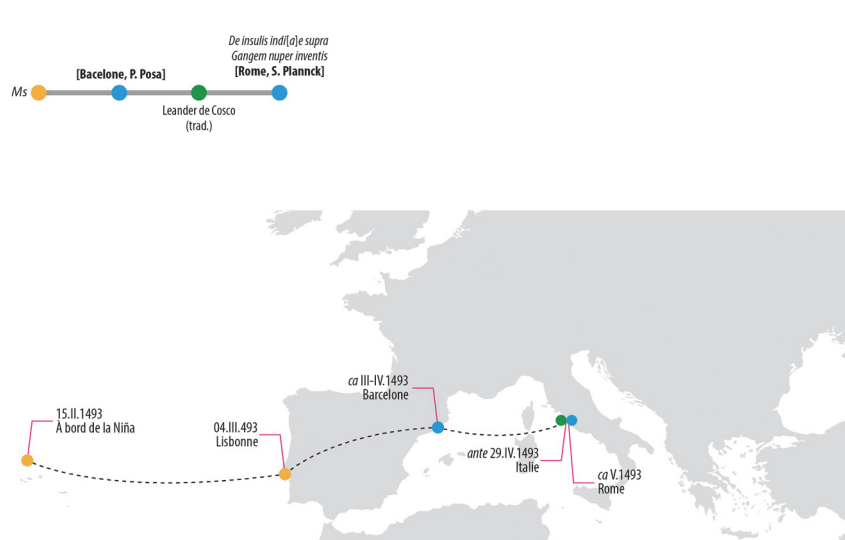 De insulis indi[a]e supra
Gangem nuper inventis
[Rome, S. Plannck]
[Bacelone, P. Posa]
Ms
Leander de Cosco
(trad.)
ca III-IV.1493
Barcelone
15.II.1493
À bord de la Niña
04.III.493
Lisbonne
ante 29.IV.1493
Italie
ca V.1493
Rome